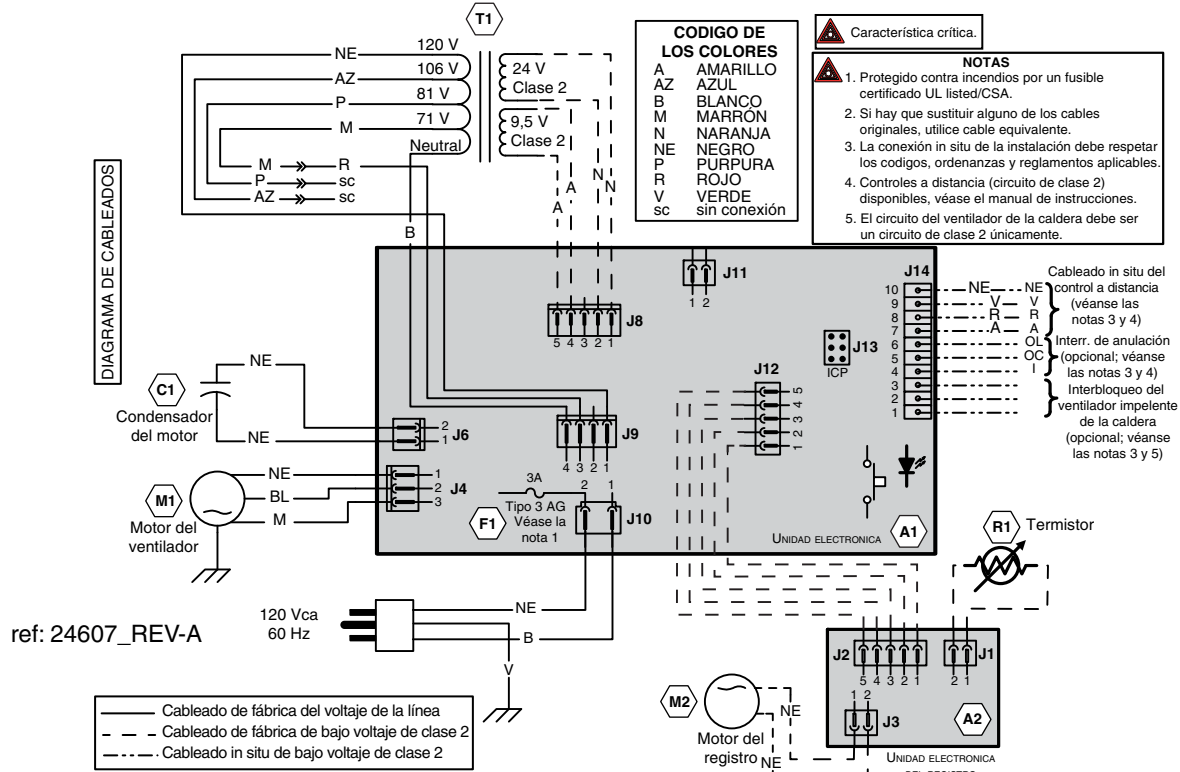 T1
120 V
NE
106 V
AZ
81 V
P
71 V
M
Neutral
24 V
Clase 2
9,5 V
Clase 2
M
R
P
sc
AZ
sc
B
A
A
N
N
CODIGO DE
LOS COLORES
A AMARILLO
AZ AZUL
B BLANCO
M MARRÓN
N NARANJA
NE NEGRO
P PURPURA
R ROJO
V VERDE
sc sin conexión
Característica crítica.
NOTAS
1. Protegido contra incendios por un fusible
certificado UL listed/CSA.
2. Si hay que sustituir alguno de los cables
originales, utilice cable equivalente.
3. La conexión in situ de la instalación debe respetar
los codigos, ordenanzas y reglamentos aplicables.
4. Controles a distancia (circuito de clase 2)
disponibles, véase el manual de instrucciones.
5. El circuito del ventilador de la caldera debe ser
un circuito de clase 2 únicamente.
DIAGRAMA DE CABLEADOS
J11
1 2
J8
5 4 3 2 1
J14
10
9
8
7
6
5
4
3
2
1
NE
V
R
A
NE
V
R
A
OL
OC
I
Cableado in situ del
control a distancia
(véanse las
notas 3 y 4)
Interr. de anulación
(opcional; véanse
las notas 3 y 4)
Interbloqueo del
ventilador impelente
de la caldera
(opcional; véanse
las notas 3 y 5)
J13
ICP
J12
5
4
3
2
1
C1
Condensador
del motor
NE
NE
2
1
J6
J9
4 3 2 1
M1
Motor del
ventilador
NE
BL
M
1
2
3
J4
F1
3A
Tipo 3 AG
Véase la
nota 1
2 1
J10
UNIDAD ELECTRONICA
A1
R1
Termistor
120 Vca
60 Hz
NE
B
V
ref: 24607_REV-A
Cableado de fábrica del voltaje de la línea
Cableado de fábrica de bajo voltaje de clase 2
Cableado in situ de bajo voltaje de clase 2
J2
5 4 3 2 1
J1
2 1
1 2
J3
A2
M2
Motor del
registro
NE
NE
UNIDAD ELECTRONICA
DEL REGISTRO